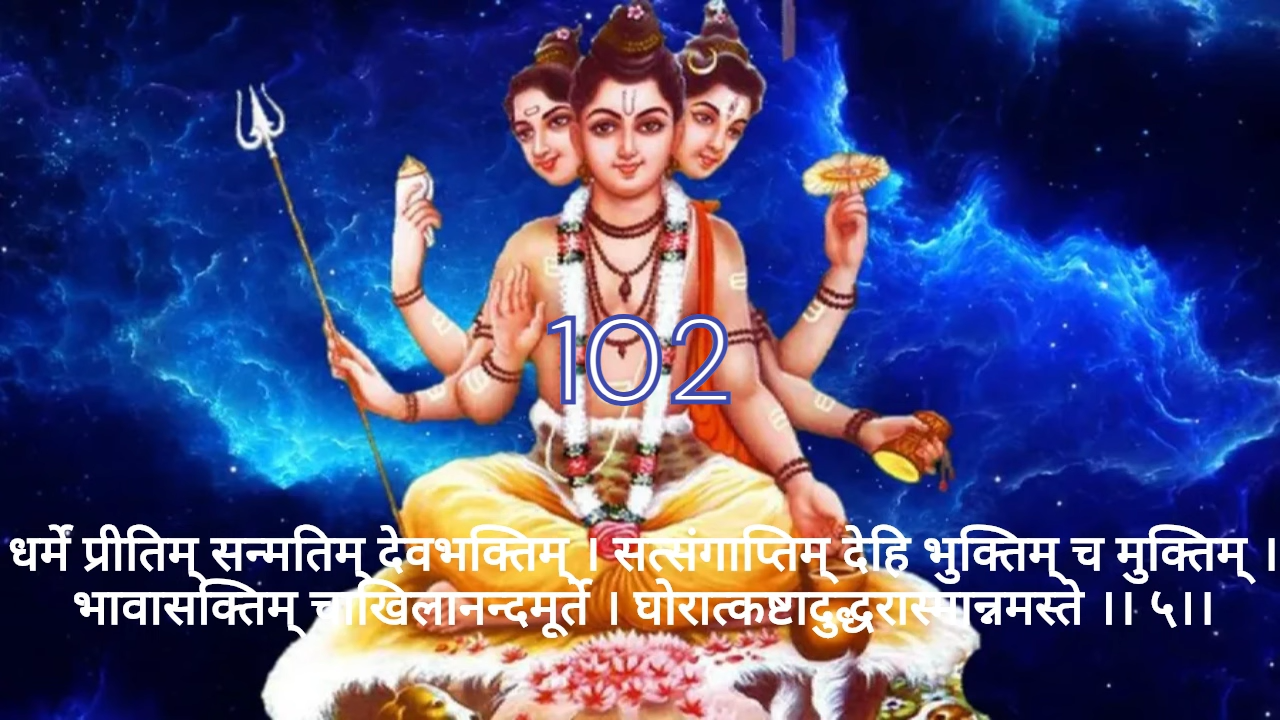 102
धर्में प्रीतिम् सन्मतिम् देवभक्तिम् । सत्संगाप्तिम् देहि भुक्तिम् च मुक्तिम् ।
भावासक्तिम् चाखिलानन्दमूर्ते । घोरात्कष्टादुद्धरास्मान्नमस्ते ।। ५।।